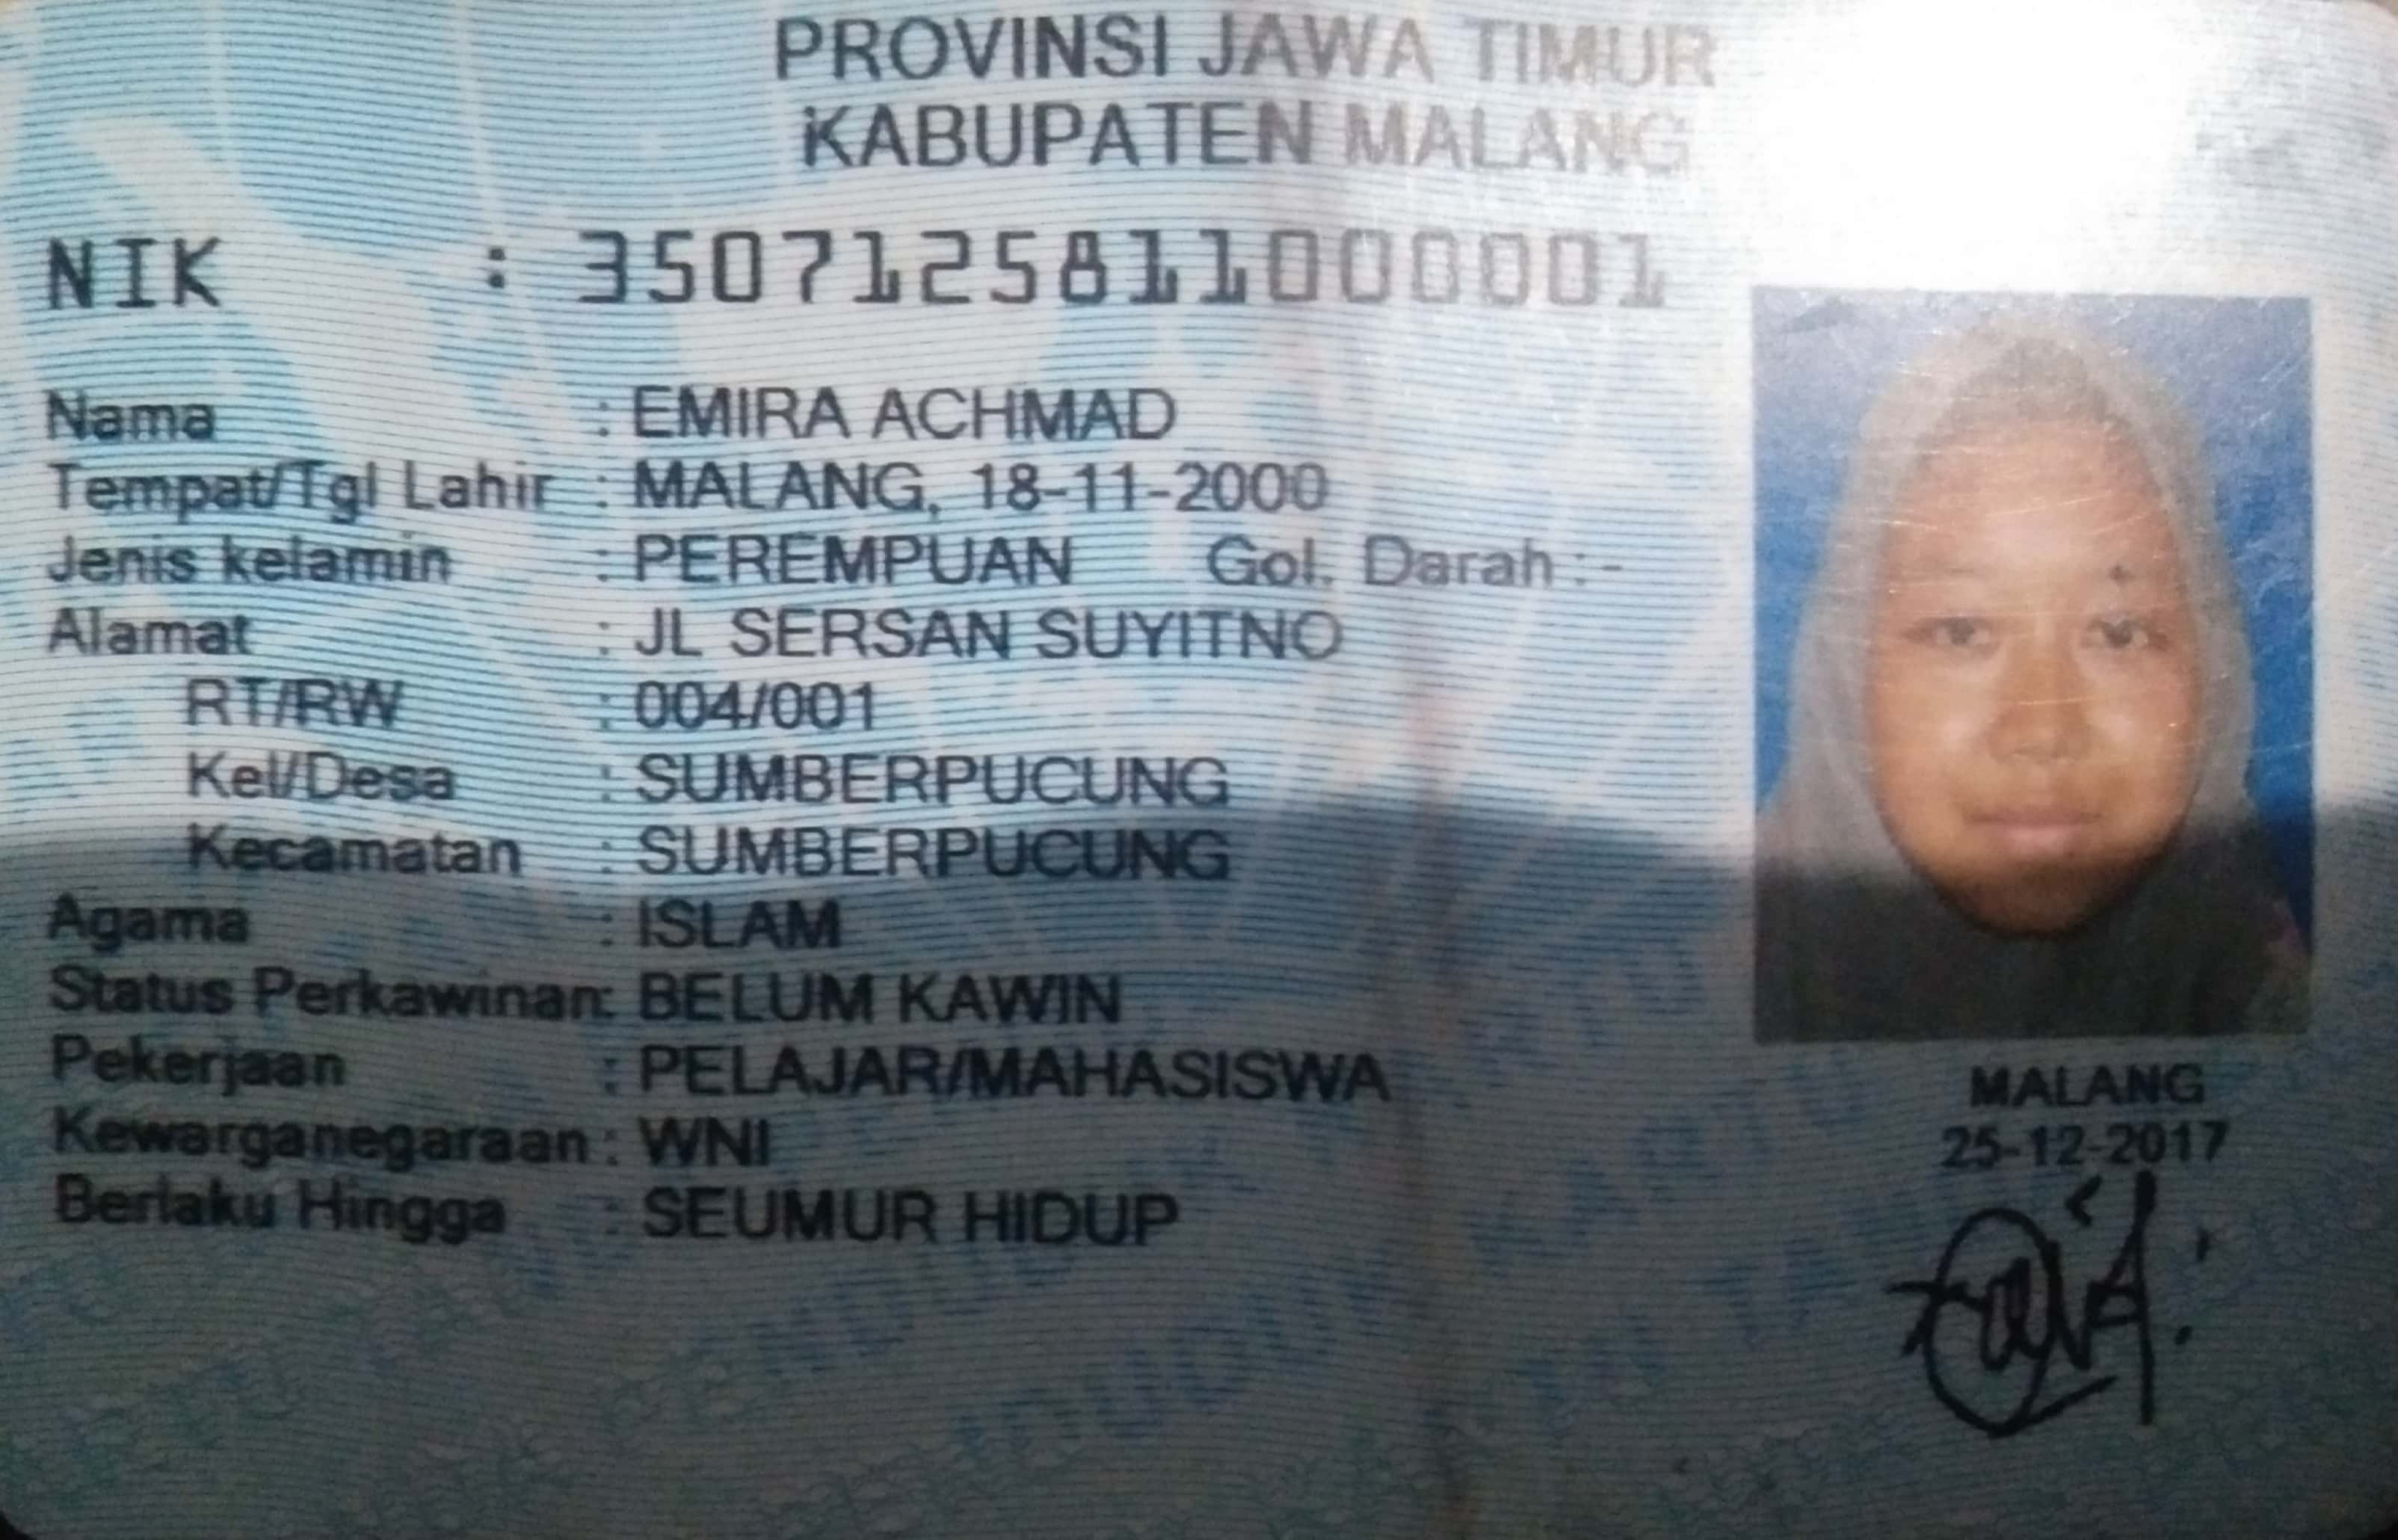 PROVINSI JAWA TIMUR
KABUPATEN MALANG
NIK : 3507125811000001
Nama : EMIRA ACHMAD
Tempat/Tgl Lahir : MALANG, 18-11-2000
Jenis kelamin : PEREMPUAN Gol. Darah :-
Alamat : JL SERSAN SUYITNO
RT/RW : 004/001
Kel/Desa : SUMBERPUCUNG
Kecamatan : SUMBERPUCUNG
Agama : ISLAM
Status Perkawinan: BELUM KAWIN
Pekerjaan : PELAJAR/MAHASISWA
Kewarganegaraan : WNI
Berlaku Hingga : SEUMUR HIDUP
MALANG
25-12-2017